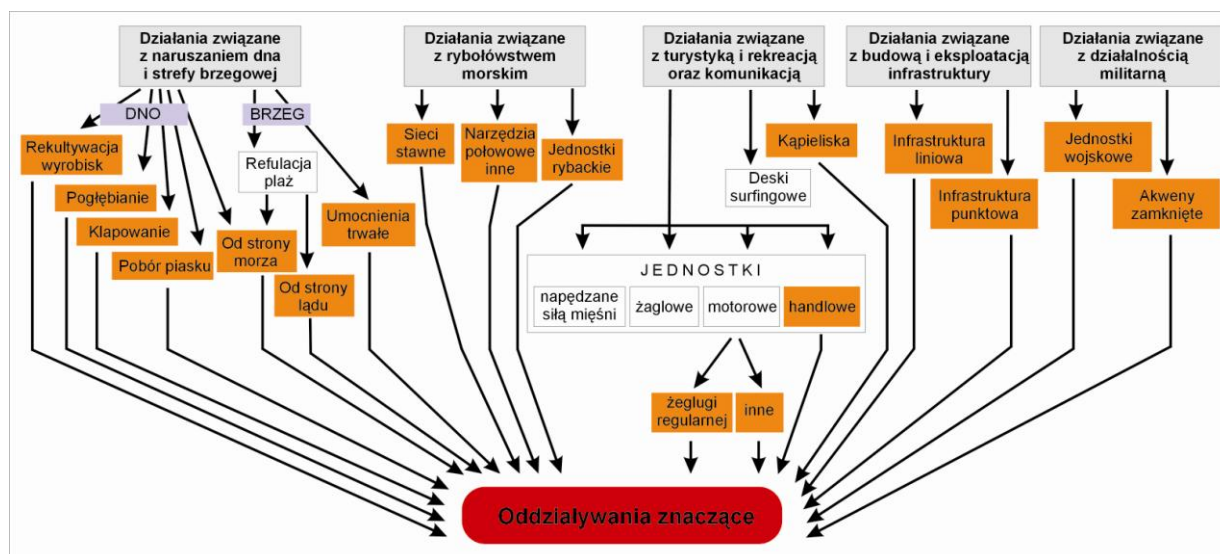 Działania związane
z naruszaniem dna
i strefy brzegowej
Działania związane
z rybołówstwem
morskim
Działania związane
z turystyką i rekreacją
oraz komunikacją
Działania związane
z budową i eksploatacją
infrastruktury
Działania związane
z działalnością
militarną
DNO
BRZEG
Rekultywacja
wyrobisk
Pogłębianie
Klapowanie
Pobór piasku
Refulacja
plaż
Od strony
morza
Od strony
lądu
Umocnienia
trwałe
Sieci
stawne
Narzędzia
połowowe
inne
Jednostki
rybackie
Kąpieliska
Deski
surfingowe
Infrastruktura
liniowa
Infrastruktura
punktowa
Jednostki
wojskowe
Akweny
zamknięte
JEDNOSTKI
napędzane
siłą mięśni
żaglowe
motorowe
handlowe
żeglugi
regularnej
inne
Oddziaływania znaczące